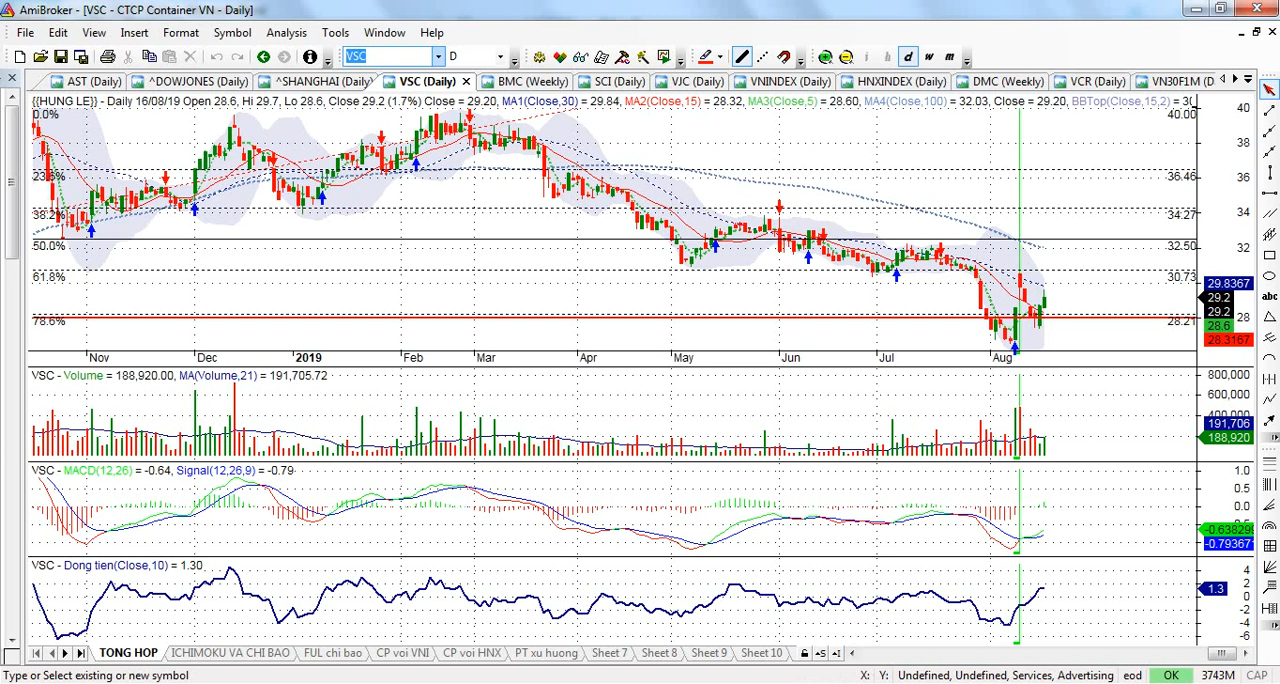 AmiBroker - [VSC - CTCP Container VN - Daily]
File Edit View Insert Format Symbol Analysis Tools Window Help
VSC D i h d w m
AST (Daily) ^DOWJONES (Daily) ^SHANGHAI (Daily) VSC (Daily) BMC (Weekly) SCI (Daily) VJC (Daily) VNINDEX (Daily) HNXINDEX (Daily) DMC (Weekly) VCR (Daily) VN30F1M (D
{{HUNG LE}} - Daily 16/08/19 Open 28.6, Hi 29.7, Lo 28.6, Close 29.2 (1.7%) Close = 29.20, MA1(Close,30) = 29.84, MA2(Close,15) = 28.32, MA3(Close,5) = 28.60, MA4(Close,100) = 32.03, Close = 29.20, BBTop(Close,15,2) = 3(
40
0.0% 40.00
38
23.6% 36.46
36
38.2% 34.27
34
50.0% 32.50
32
61.8% 30.73
29.8367
29.2
29.2
78.6% 28.21 28
28.6
28.3167
Nov Dec 2019 Feb Mar Apr May Jun Jul Aug
VSC - Volume = 188,920.00, MA(Volume,21) = 191,705.72
800,000
600,000
400,000
191,706
188,920
VSC - MACD(12,26) = -0.64, Signal(12,26,9) = -0.79
1.0
0.5
0.0
-0.638299
-0.79367
VSC - Dong tien(Close,10) = 1.30
4
2
1.3
0
-2
-4
-6
TONG HOP ICHIMOKU VA CHI BAO FUL chi bao CP voi VNI CP voi HNX PT xu huong Sheet 7 Sheet 8 Sheet 9 Sheet 10
Type or Select existing or new symbol X: Y: Undefined, Undefined, Services, Advertising eod OK 3743M CAP
abc